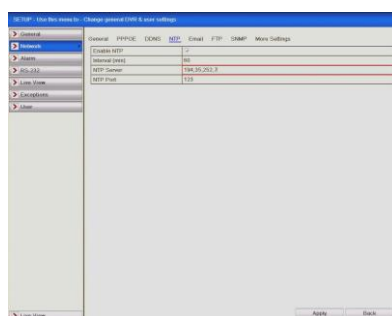 SETUP - Use this menu to - Change general DVR & user settings
General
Network
Alarm
RS-232
Live View
Exceptions
User
General PPPOE DDNS NTP Email FTP SNMP More Settings
Enable NTP
Interval (min) 60
NTP Server
NTP Port 123
Live View
Apply Back